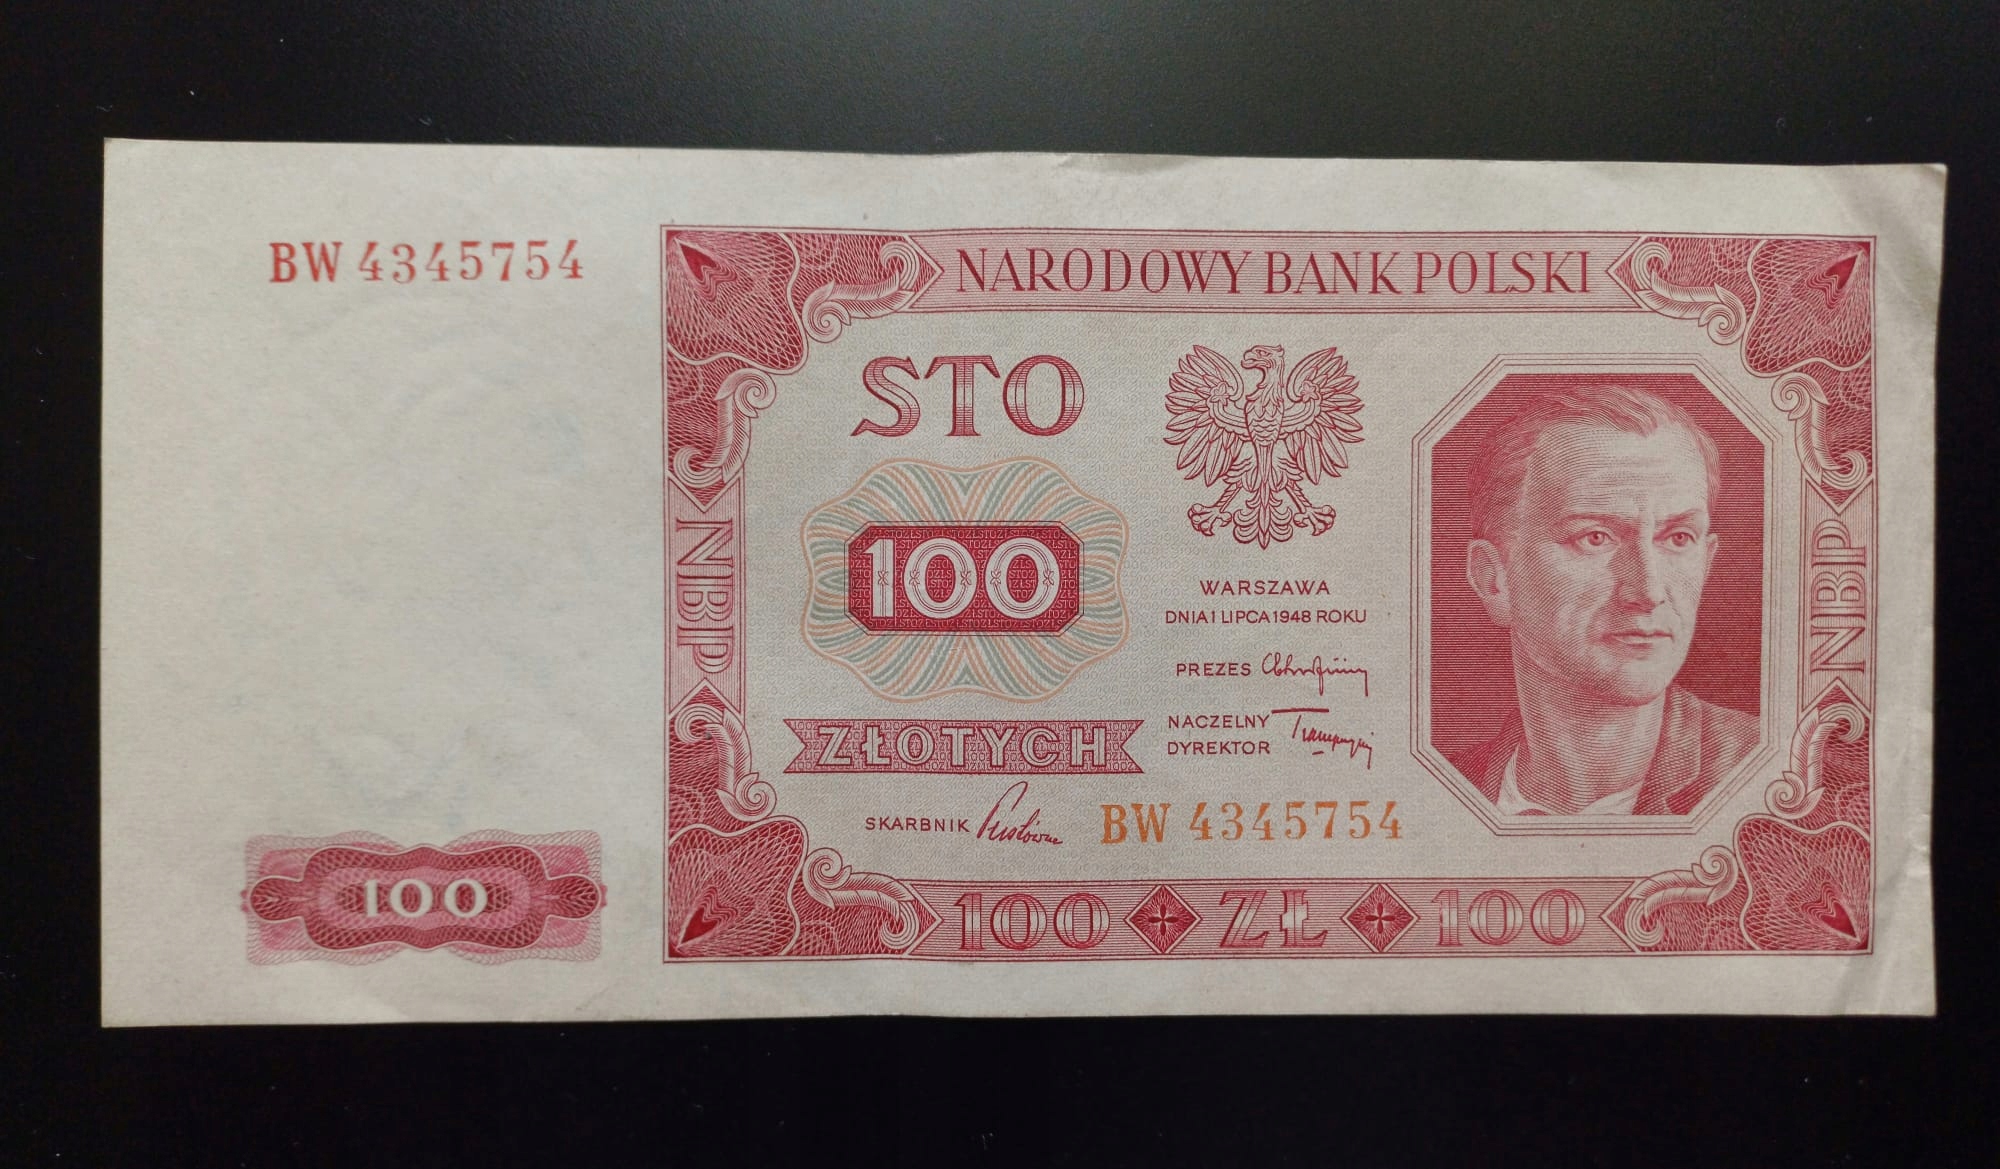 BW 4345754
NARODOWY BANK POLSKI
STO
100
ZŁOTYCH
WARSZAWA
DNIA 1 LIPCA 1948 ROKU
PREZES
NACZELNY
DYREKTOR
SKARBNIK
BW 4345754
NBP
NBP
100
100 ZŁ 100